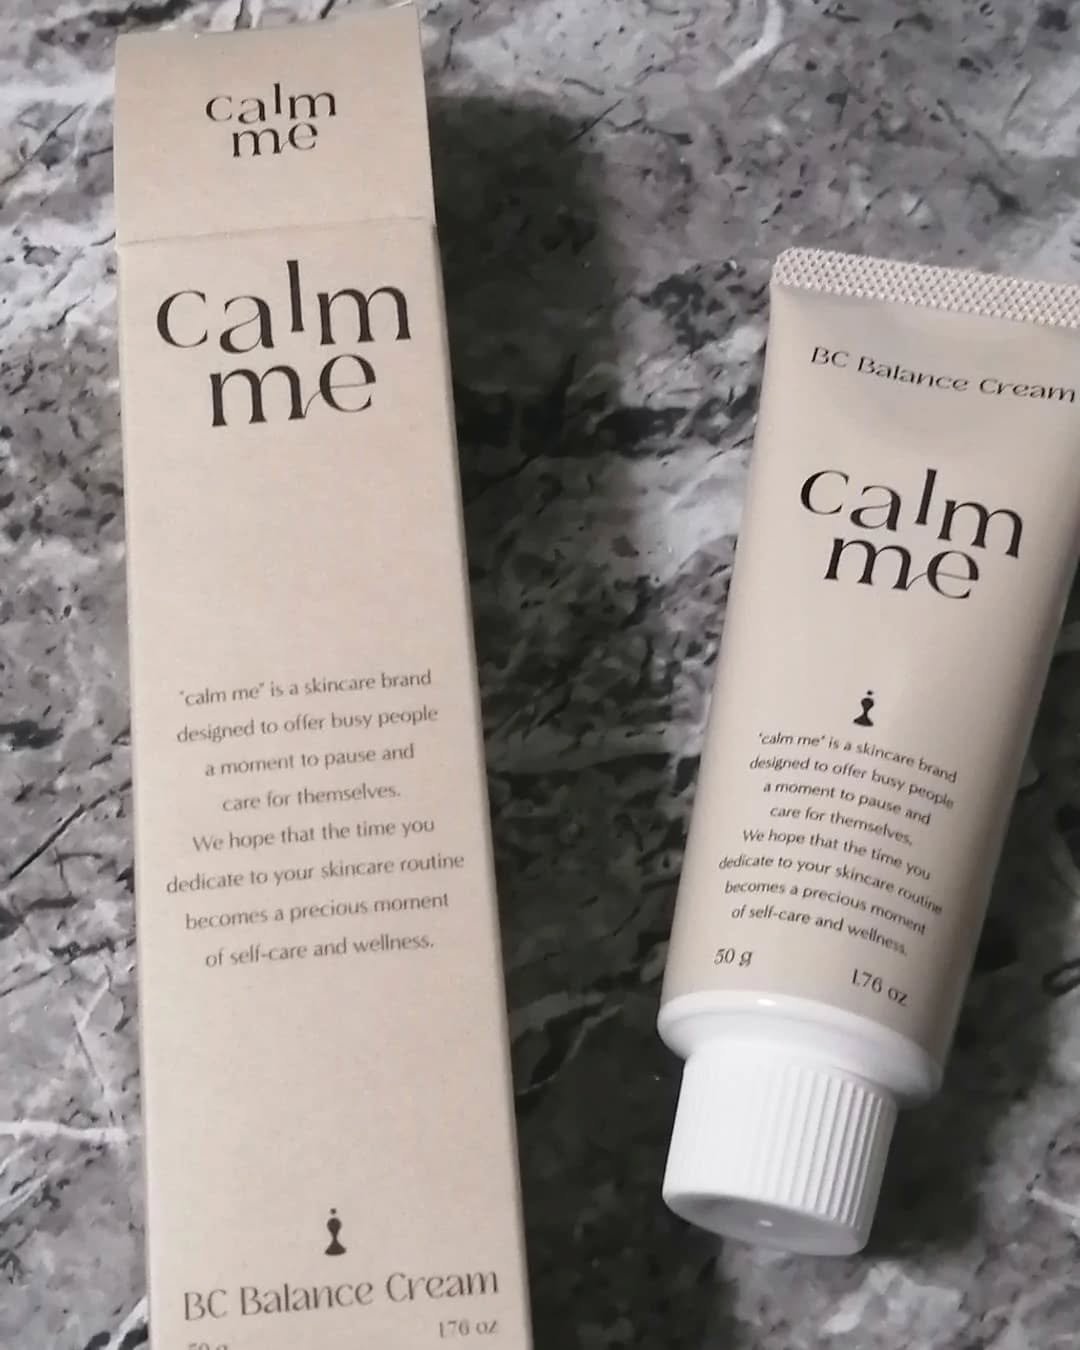 calm
me
calm
me
"calm me" is a skincare brand
designed to offer busy people
a moment to pause and
care for themselves.
We hope that the time you
dedicate to your skincare routine
becomes a precious moment
of self-care and wellness.
BC Balance Cream
50 g 1.76 oz
BC Balance Cream
calm
me
"calm me" is a skincare brand
designed to offer busy people
a moment to pause and
care for themselves.
We hope that the time you
dedicate to your skincare routine
becomes a precious moment
of self-care and wellness.
50 g 1.76 oz